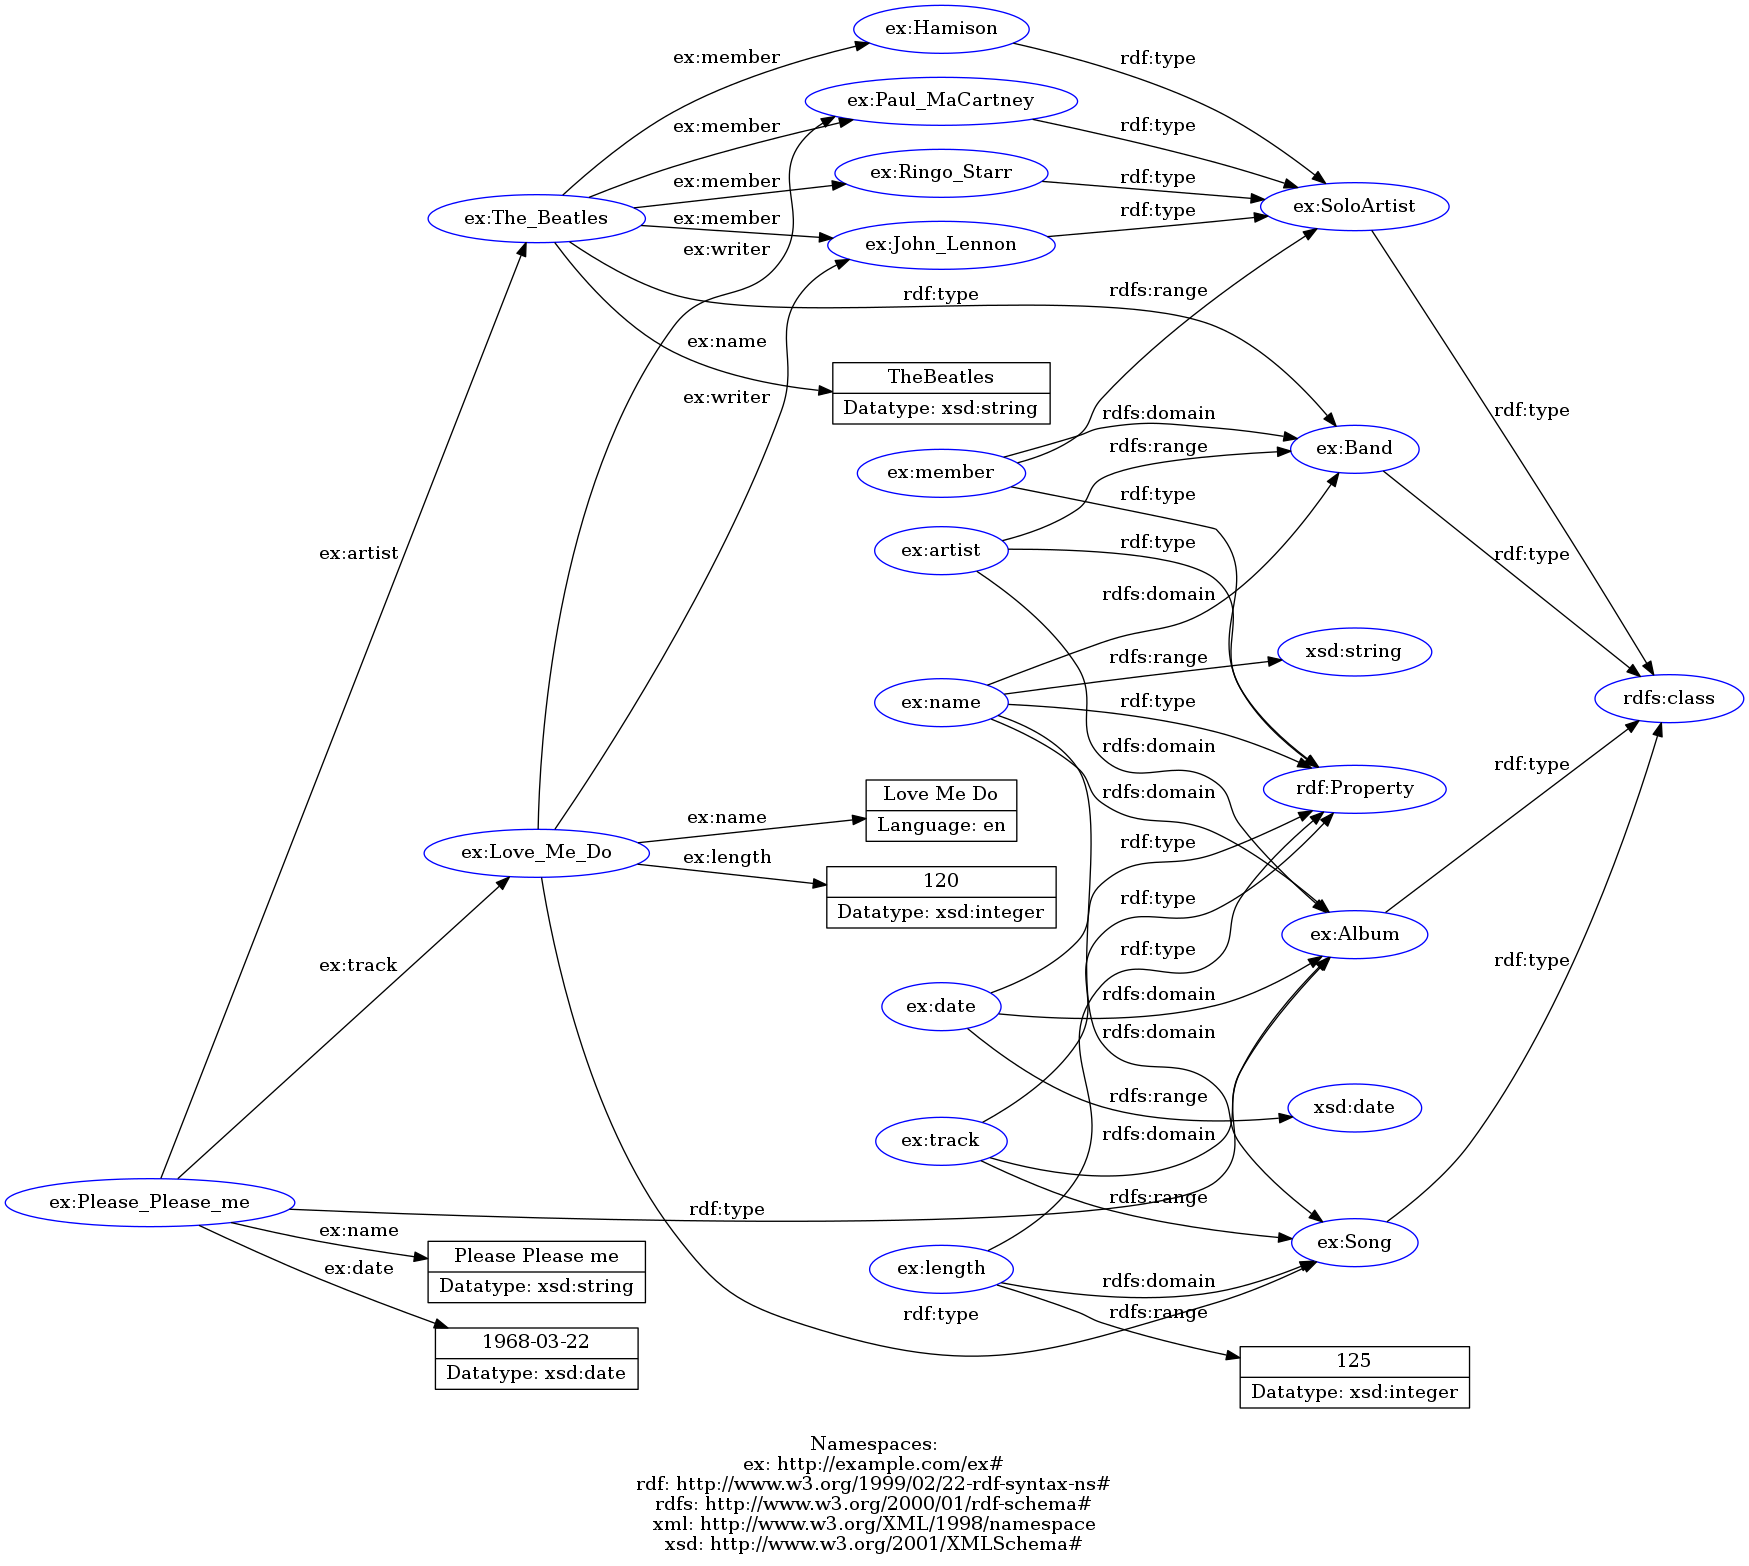 ex:Hamison
ex:member
rdf:type
ex:Paul_MaCartney
ex:member
rdf:type
ex:Ringo_Starr
ex:member
rdf:type
ex:The_Beatles
ex:SoloArtist
ex:member
rdf:type
ex:John_Lennon
ex:writer
rdf:type
rdfs:range
ex:name
TheBeatles
Datatype: xsd:string
ex:writer
rdfs:domain
rdf:type
rdfs:range
ex:Band
ex:member
rdf:type
ex:artist
ex:artist
rdf:type
rdf:type
rdfs:domain
rdfs:range
xsd:string
ex:name
rdf:type
rdfs:class
rdfs:domain
rdf:type
rdfs:domain
rdf:Property
Love Me Do
Language: en
ex:name
rdf:type
ex:Love_Me_Do
ex:length
120
Datatype: xsd:integer
rdf:type
ex:Album
rdf:type
ex:track
rdf:type
ex:date
rdfs:domain
rdfs:domain
rdfs:range
xsd:date
ex:track
rdfs:domain
ex:Please_Please_me
rdf:type
rdfs:range
ex:name
ex:Song
Please Please me
Datatype: xsd:string
ex:date
ex:length
rdfs:domain
rdf:type
rdfs:range
1968-03-22
Datatype: xsd:date
125
Datatype: xsd:integer
Namespaces:
ex: http://example.com/ex#
rdf: http://www.w3.org/1999/02/22-rdf-syntax-ns#
rdfs: http://www.w3.org/2000/01/rdf-schema#
xml: http://www.w3.org/XML/1998/namespace
xsd: http://www.w3.org/2001/XMLSchema#